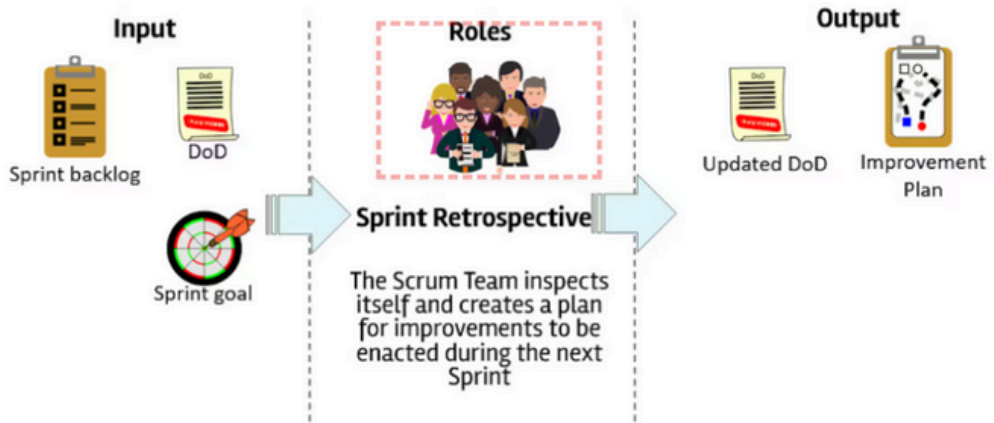 Input
DoD
Sprint backlog
DoD
Sprint goal
Roles
Sprint Retrospective
The Scrum Team inspects
itself and creates a plan
for improvements to be
enacted during the next
Sprint
Output
DoD
Updated DoD
Improvement
Plan